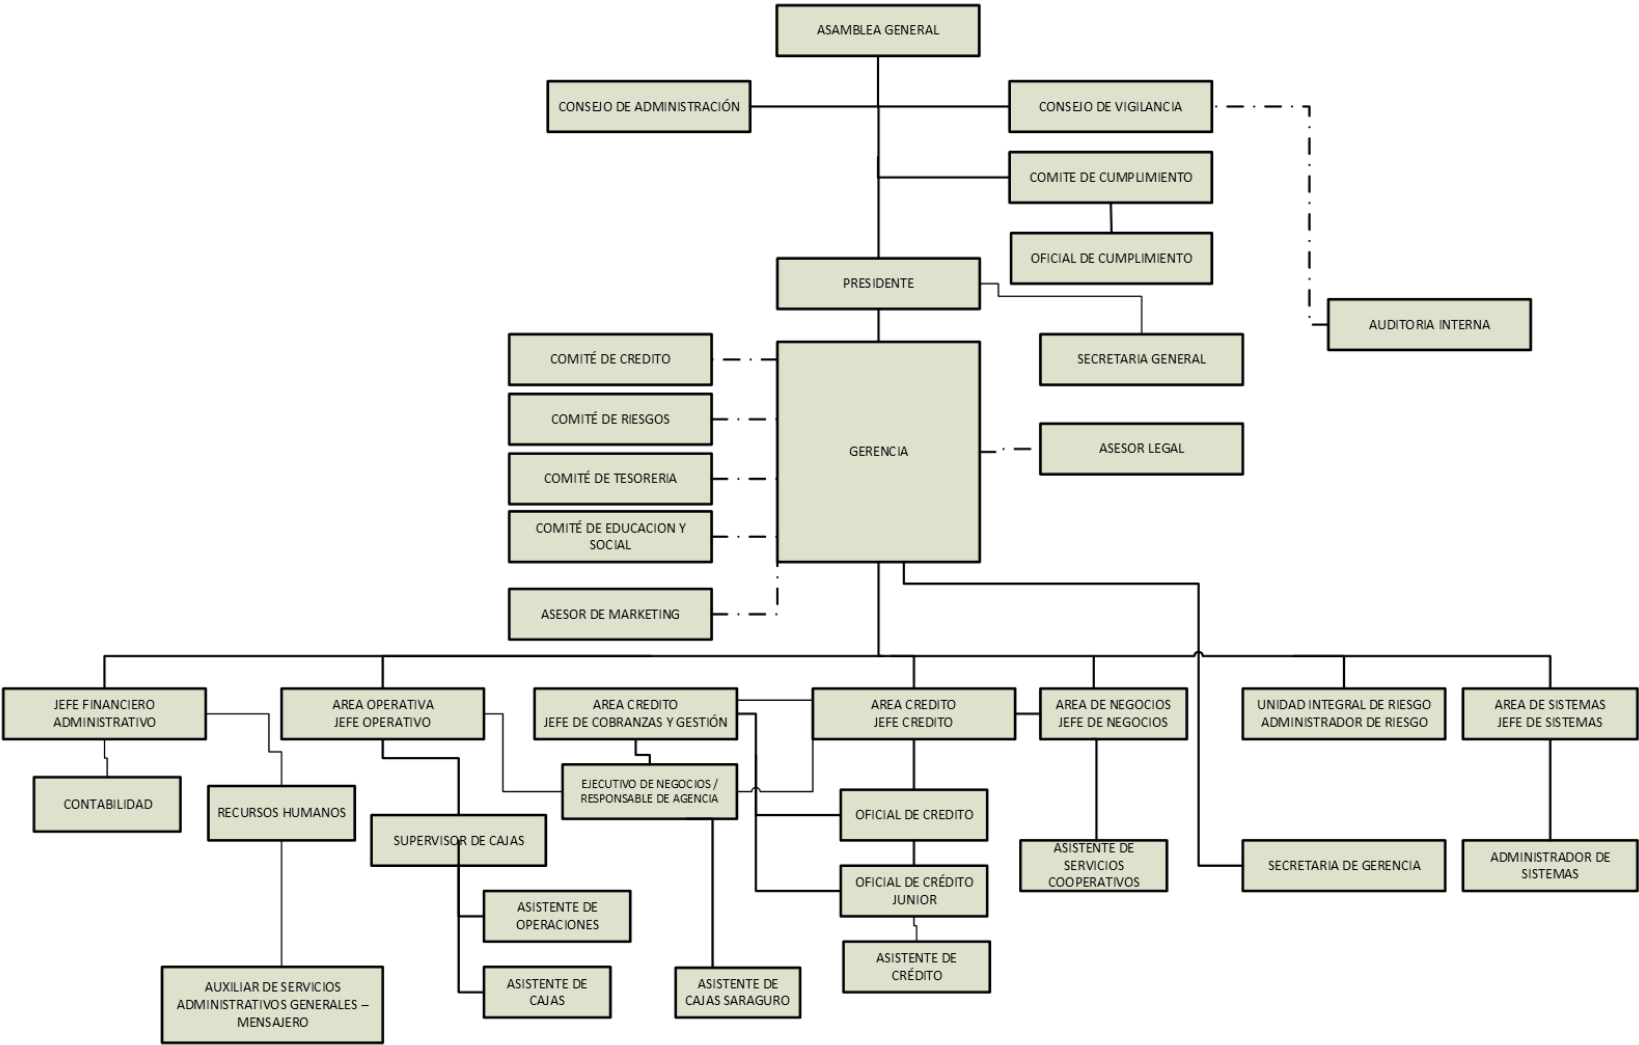 ASAMBLEA GENERAL
CONSEJO DE ADMINISTRACIÓN
CONSEJO DE VIGILANCIA
COMITE DE CUMPLIMIENTO
OFICIAL DE CUMPLIMIENTO
PRESIDENTE
AUDITORIA INTERNA
COMITÉ DE CREDITO
SECRETARIA GENERAL
COMITÉ DE RIESGOS
GERENCIA
ASESOR LEGAL
COMITÉ DE TESORERIA
COMITÉ DE EDUCACION Y
SOCIAL
ASESOR DE MARKETING
JEFE FINANCIERO
ADMINISTRATIVO
AREA OPERATIVA
JEFE OPERATIVO
AREA CREDITO
JEFE DE COBRANZAS Y GESTIÓN
AREA CREDITO
JEFE CREDITO
AREA DE NEGOCIOS
JEFE DE NEGOCIOS
UNIDAD INTEGRAL DE RIESGO
ADMINISTRADOR DE RIESGO
AREA DE SISTEMAS
JEFE DE SISTEMAS
CONTABILIDAD
RECURSOS HUMANOS
EJECUTIVO DE NEGOCIOS /
RESPONSABLE DE AGENCIA
OFICIAL DE CREDITO
SUPERVISOR DE CAJAS
ASISTENTE DE
SERVICIOS
COOPERATIVOS
SECRETARIA DE GERENCIA
ADMINISTRADOR DE
SISTEMAS
OFICIAL DE CRÉDITO
JUNIOR
ASISTENTE DE
OPERACIONES
ASISTENTE DE
CRÉDITO
AUXILIAR DE SERVICIOS
ADMINISTRATIVOS GENERALES –
MENSAJERO
ASISTENTE DE
CAJAS
ASISTENTE DE
CAJAS SARAGURO